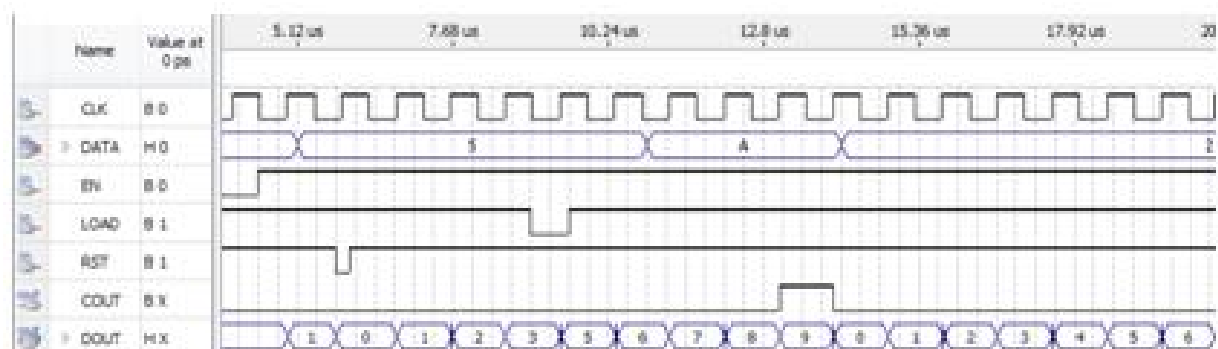 Name Value at 0 ps 5.12 us 7.68 us 10.24 us 12.8 us 15.36 us 17.92 us 20
CLK B 0
DATA H 0 5 A 2
EN B 0
LOAD B 1
RST B 1
COUT B X
DOUT H X 1 0 1 2 3 5 6 7 8 9 0 1 2 3 4 5 6